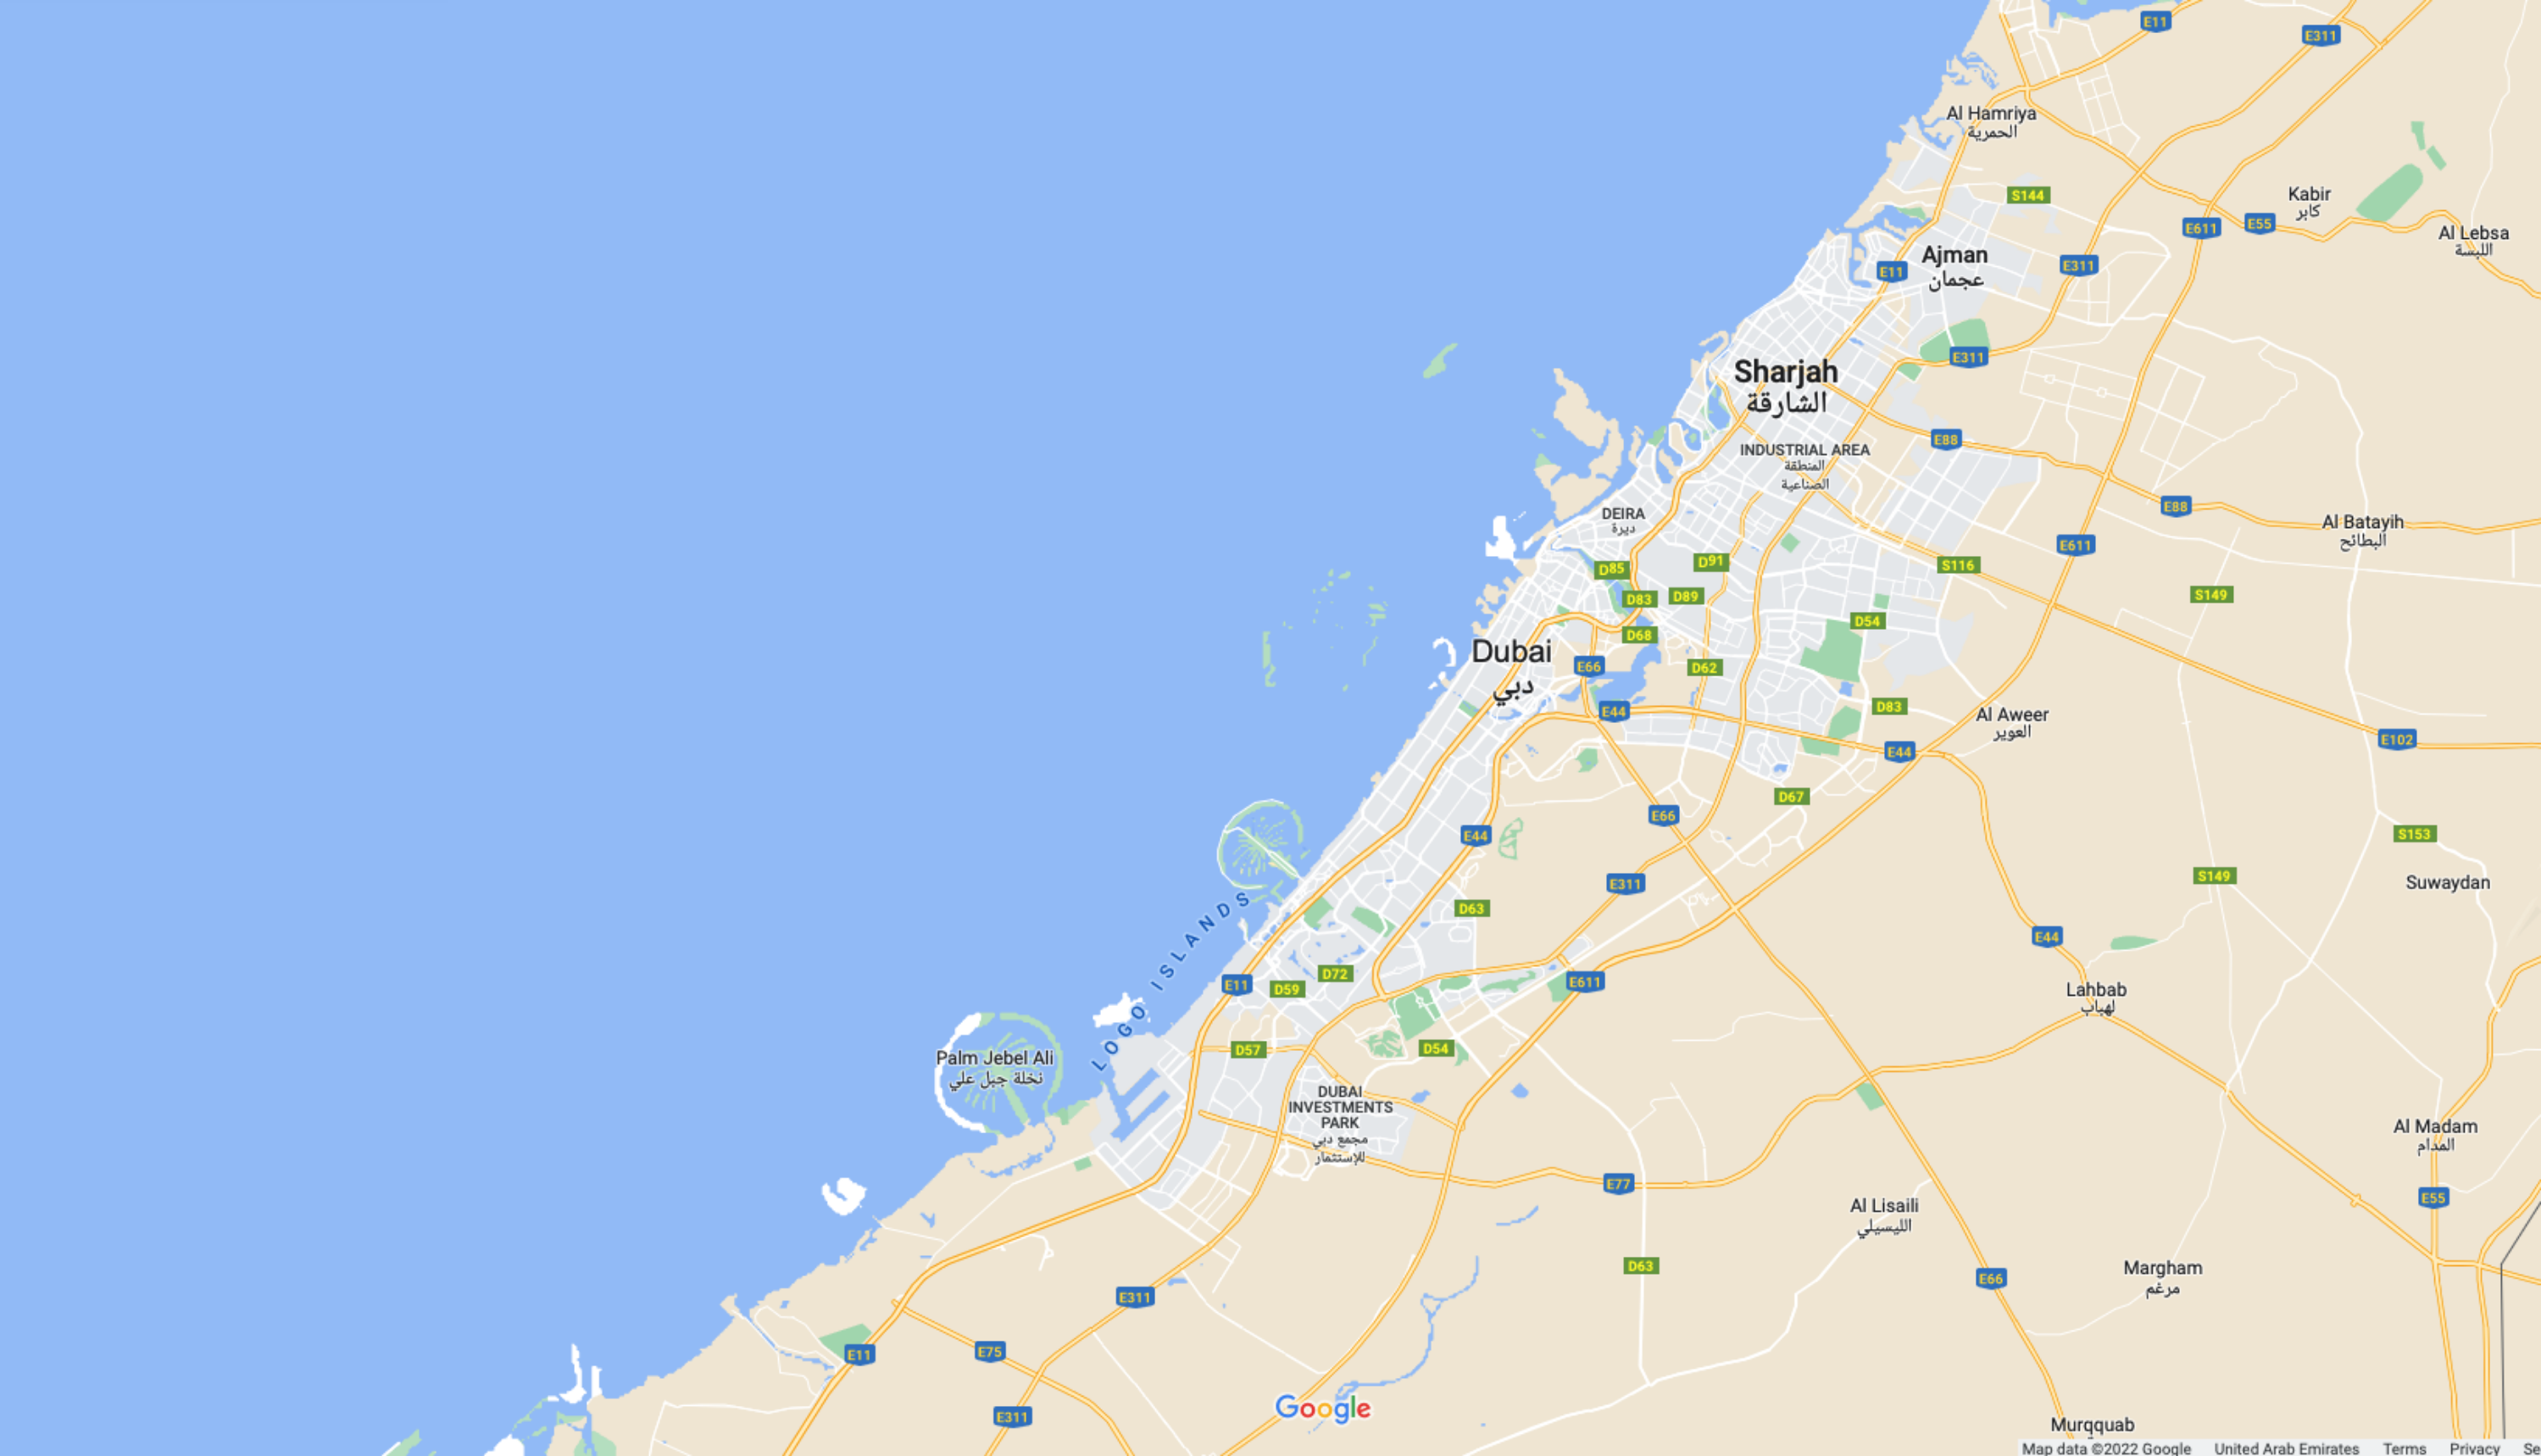 E11
E311
Al Hamriya
الحمرية
S144
Kabir
كابر
E611
E55
Al Lebsa
اللبسة
Ajman
عجمان
E11
E311
E311
Sharjah
الشارقة
E88
INDUSTRIAL AREA
المنطقة
الصناعية
E88
DEIRA
ديرة
Al Batayih
البطائح
E611
D85
D91
S116
D83
D89
S149
D54
D68
Dubai
دبي
E66
D62
E44
D83
Al Aweer
العوير
E44
E102
D67
E66
E44
S153
E311
S149
Suwaydan
D63
LOGO ISLANDS
E44
D72
E11
D59
E611
Lahbab
لهباب
Palm Jebel Ali
نخلة جبل علي
D57
D54
DUBAI
INVESTMENTS
PARK
مجمع دبي
للإستثمار
Al Madam
المدام
E77
E55
Al Lisaili
الليسيلي
D63
E66
Margham
مرغم
E311
E11
E75
Google
E311
Murqquab
Map data ©2022 Google United Arab Emirates Terms Privacy